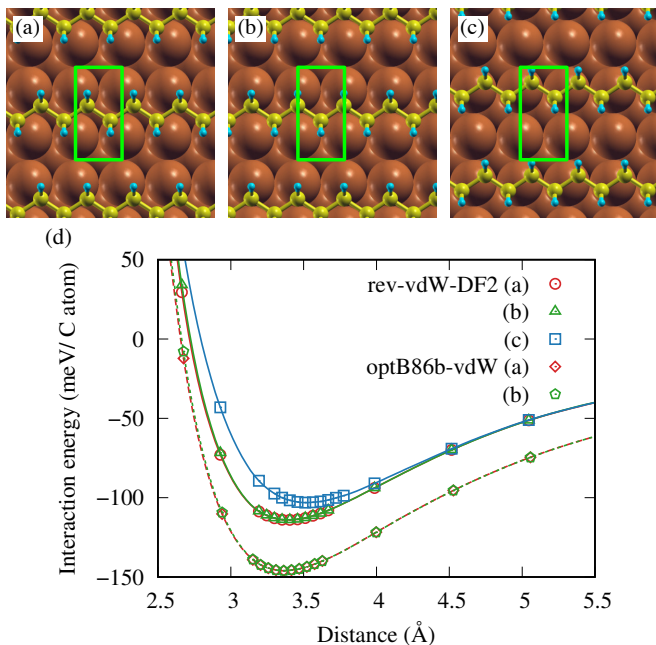 (a)
(b)
(c)
(d)
Interaction energy (meV/ C atom)
50
0
−50
−100
−150
rev-vdW-DF2 (a)
(b)
(c)
optB86b-vdW (a)
(b)
2.5 3 3.5 4 4.5 5 5.5
Distance (Å)